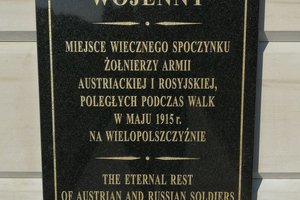 WOJENNY
MIEJSCE WIECZNEGO SPOCZYNKU
ŻOŁNIERZY ARMII
AUSTRIACKIEJ I ROSYJSKIEJ,
POLEGŁYCH PODCZAS WALK
W MAJU 1915 r.
NA WIELOPOLSZCZYŹNIE
THE ETERNAL REST
OF AUSTRIAN AND RUSSIAN SOLDIERS